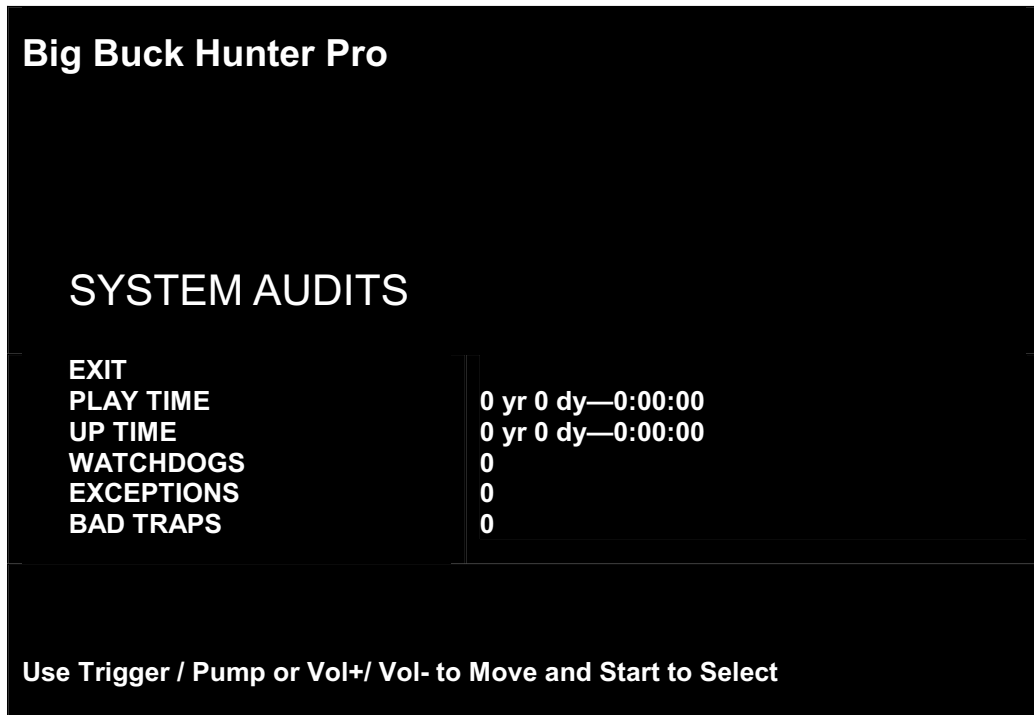 Big Buck Hunter Pro
SYSTEM AUDITS
EXIT
PLAY TIME 0 yr 0 dy—0:00:00
UP TIME 0 yr 0 dy—0:00:00
WATCHDOGS 0
EXCEPTIONS 0
BAD TRAPS 0
Use Trigger / Pump or Vol+/ Vol- to Move and Start to Select